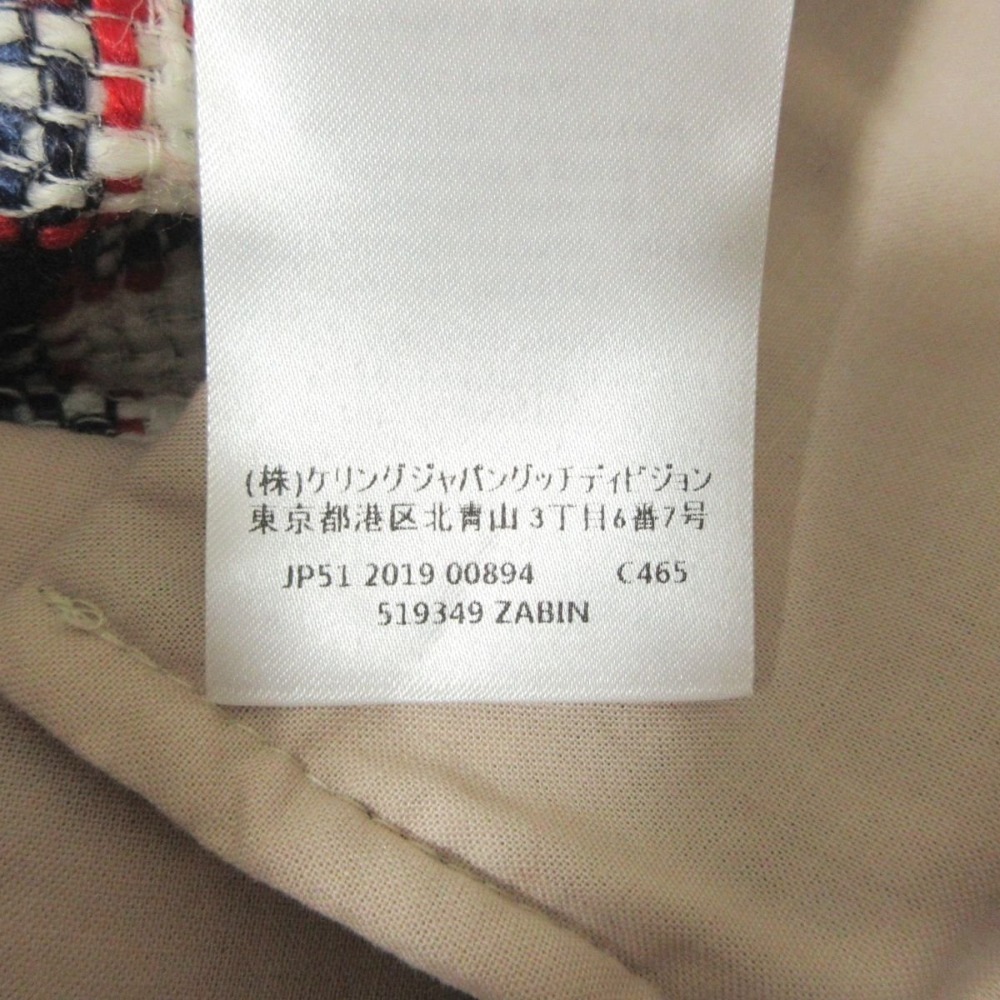 (株)ケリングジャパングッチディビジョン
東京都港区北青山3丁目6番7号
JP51 2019 00894 C465
519349 ZABIN